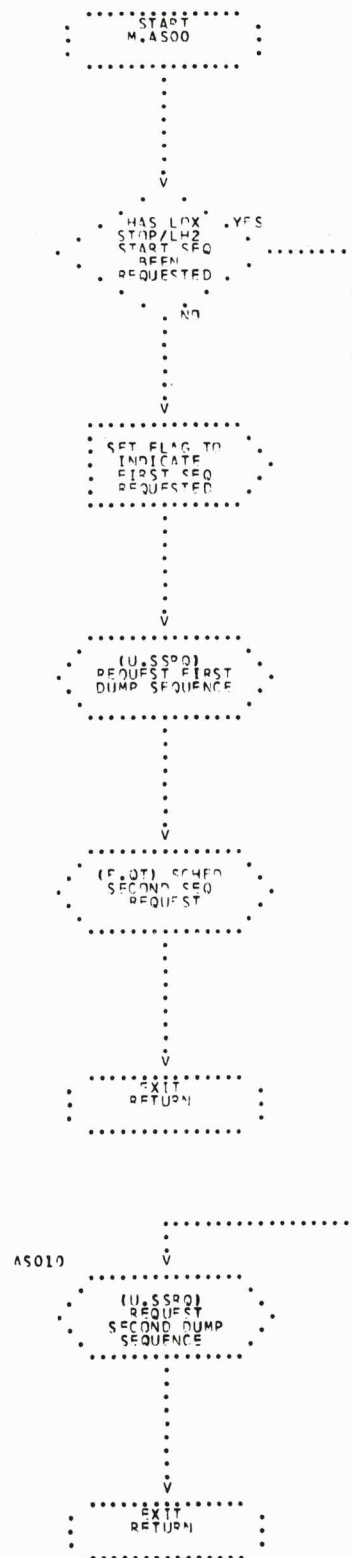 START
M.AS00
HAS LOX
STOP/LH2
START SEQ
BEEN
REQUESTED
YES
NO
SET FLAG TO
INDICATE
FIRST SEQ
REQUESTED
(U.SSRQ)
REQUEST FIRST
DUMP SEQUENCE
(E.QT) SCHED
SECOND SEQ
REQUEST
EXIT
RETURN
AS010
(U.SSRQ)
REQUEST
SECOND DUMP
SEQUENCE
EXIT
RETURN